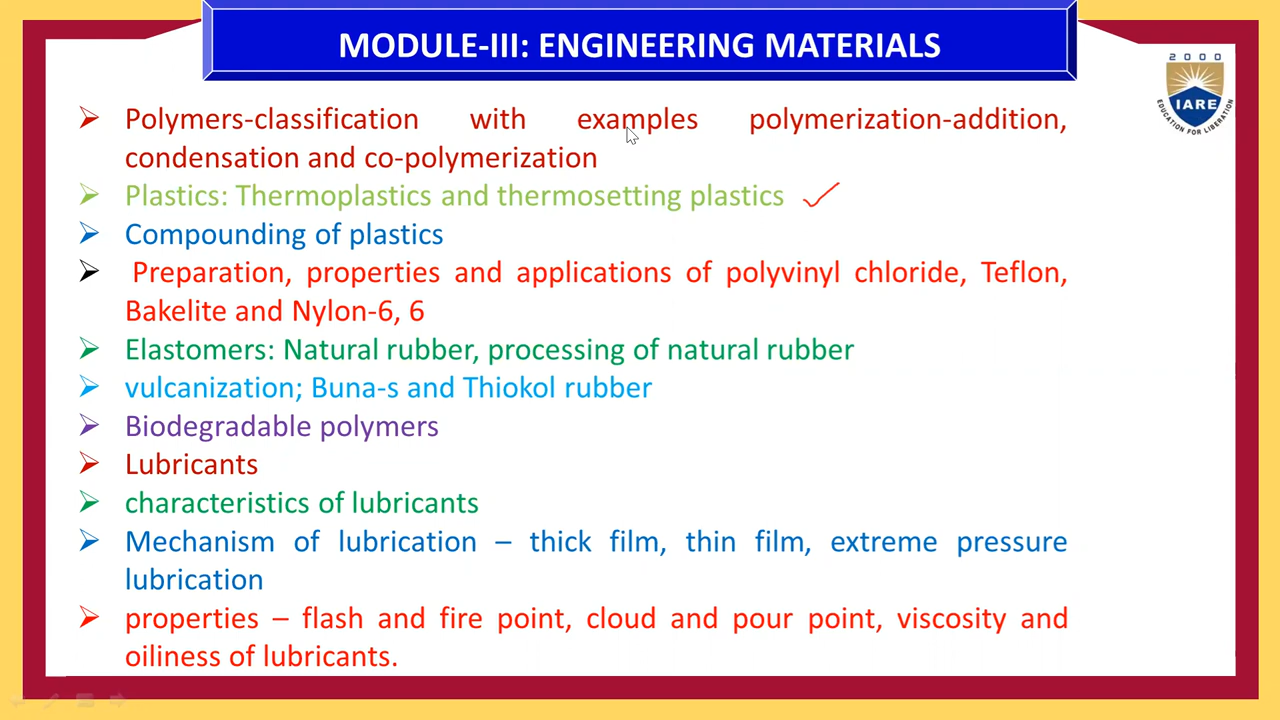 MODULE-III: ENGINEERING MATERIALS
2000
IARE
EDUCATION FOR LIBERATION
Polymers-classification with examples polymerization-addition,
condensation and co-polymerization
Plastics: Thermoplastics and thermosetting plastics
Compounding of plastics
Preparation, properties and applications of polyvinyl chloride, Teflon,
Bakelite and Nylon-6, 6
Elastomers: Natural rubber, processing of natural rubber
vulcanization; Buna-s and Thiokol rubber
Biodegradable polymers
Lubricants
characteristics of lubricants
Mechanism of lubrication – thick film, thin film, extreme pressure
lubrication
properties – flash and fire point, cloud and pour point, viscosity and
oiliness of lubricants.